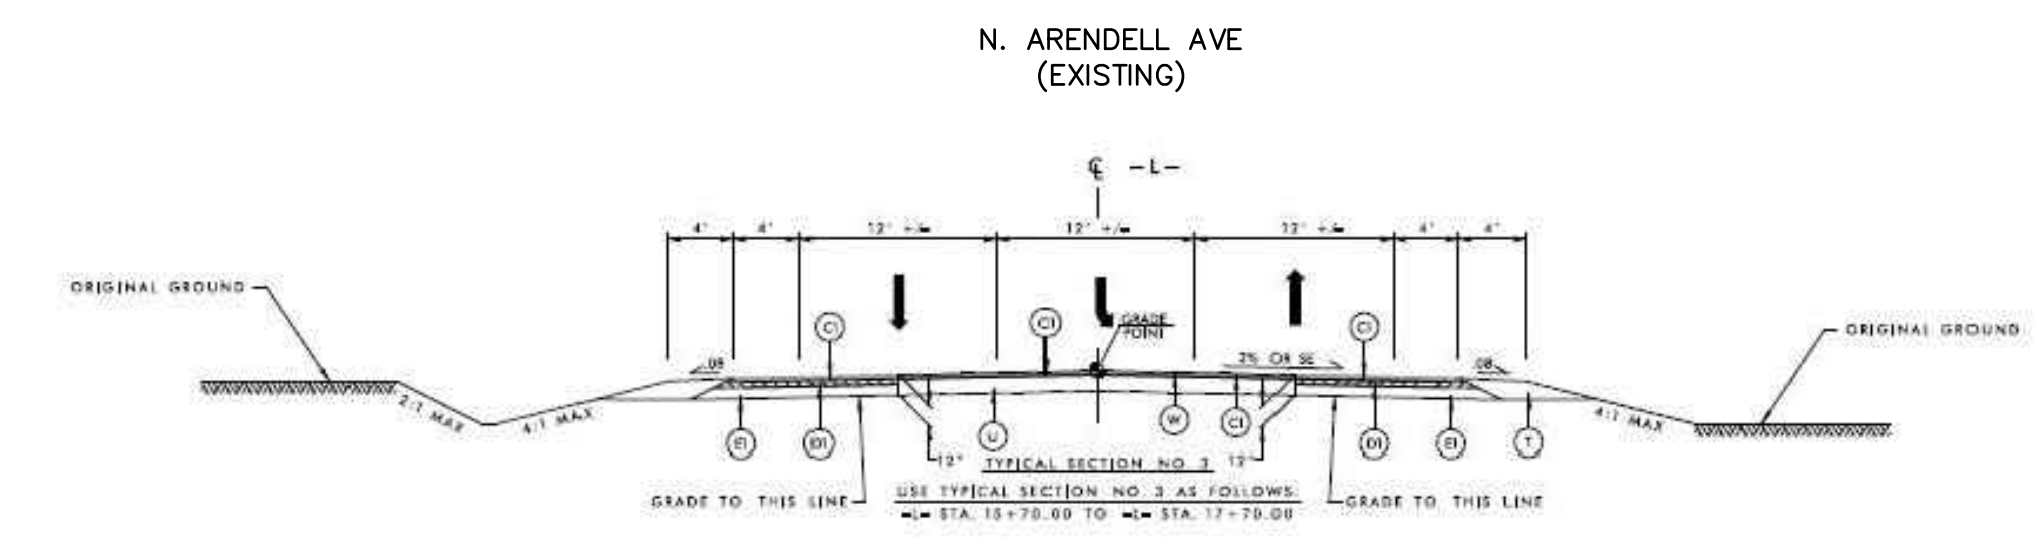 N. ARENDELL AVE
(EXISTING)
℄ -L-
4' 4' 12' +/- 12' +/- 12' +/- 4' 4'
ORIGINAL GROUND
C1
C1
GRADE
POINT
C1
ORIGINAL GROUND
.08
2% OR SE
.08
2:1 MAX
4:1 MAX
4:1 MAX
E1 D1 U W C1 D1 E1 T
12" TYPICAL SECTION NO. 3 12"
GRADE TO THIS LINE
USE TYPICAL SECTION NO. 3 AS FOLLOWS:
GRADE TO THIS LINE
-L- STA. 15+70.00 TO -L- STA. 17+70.00